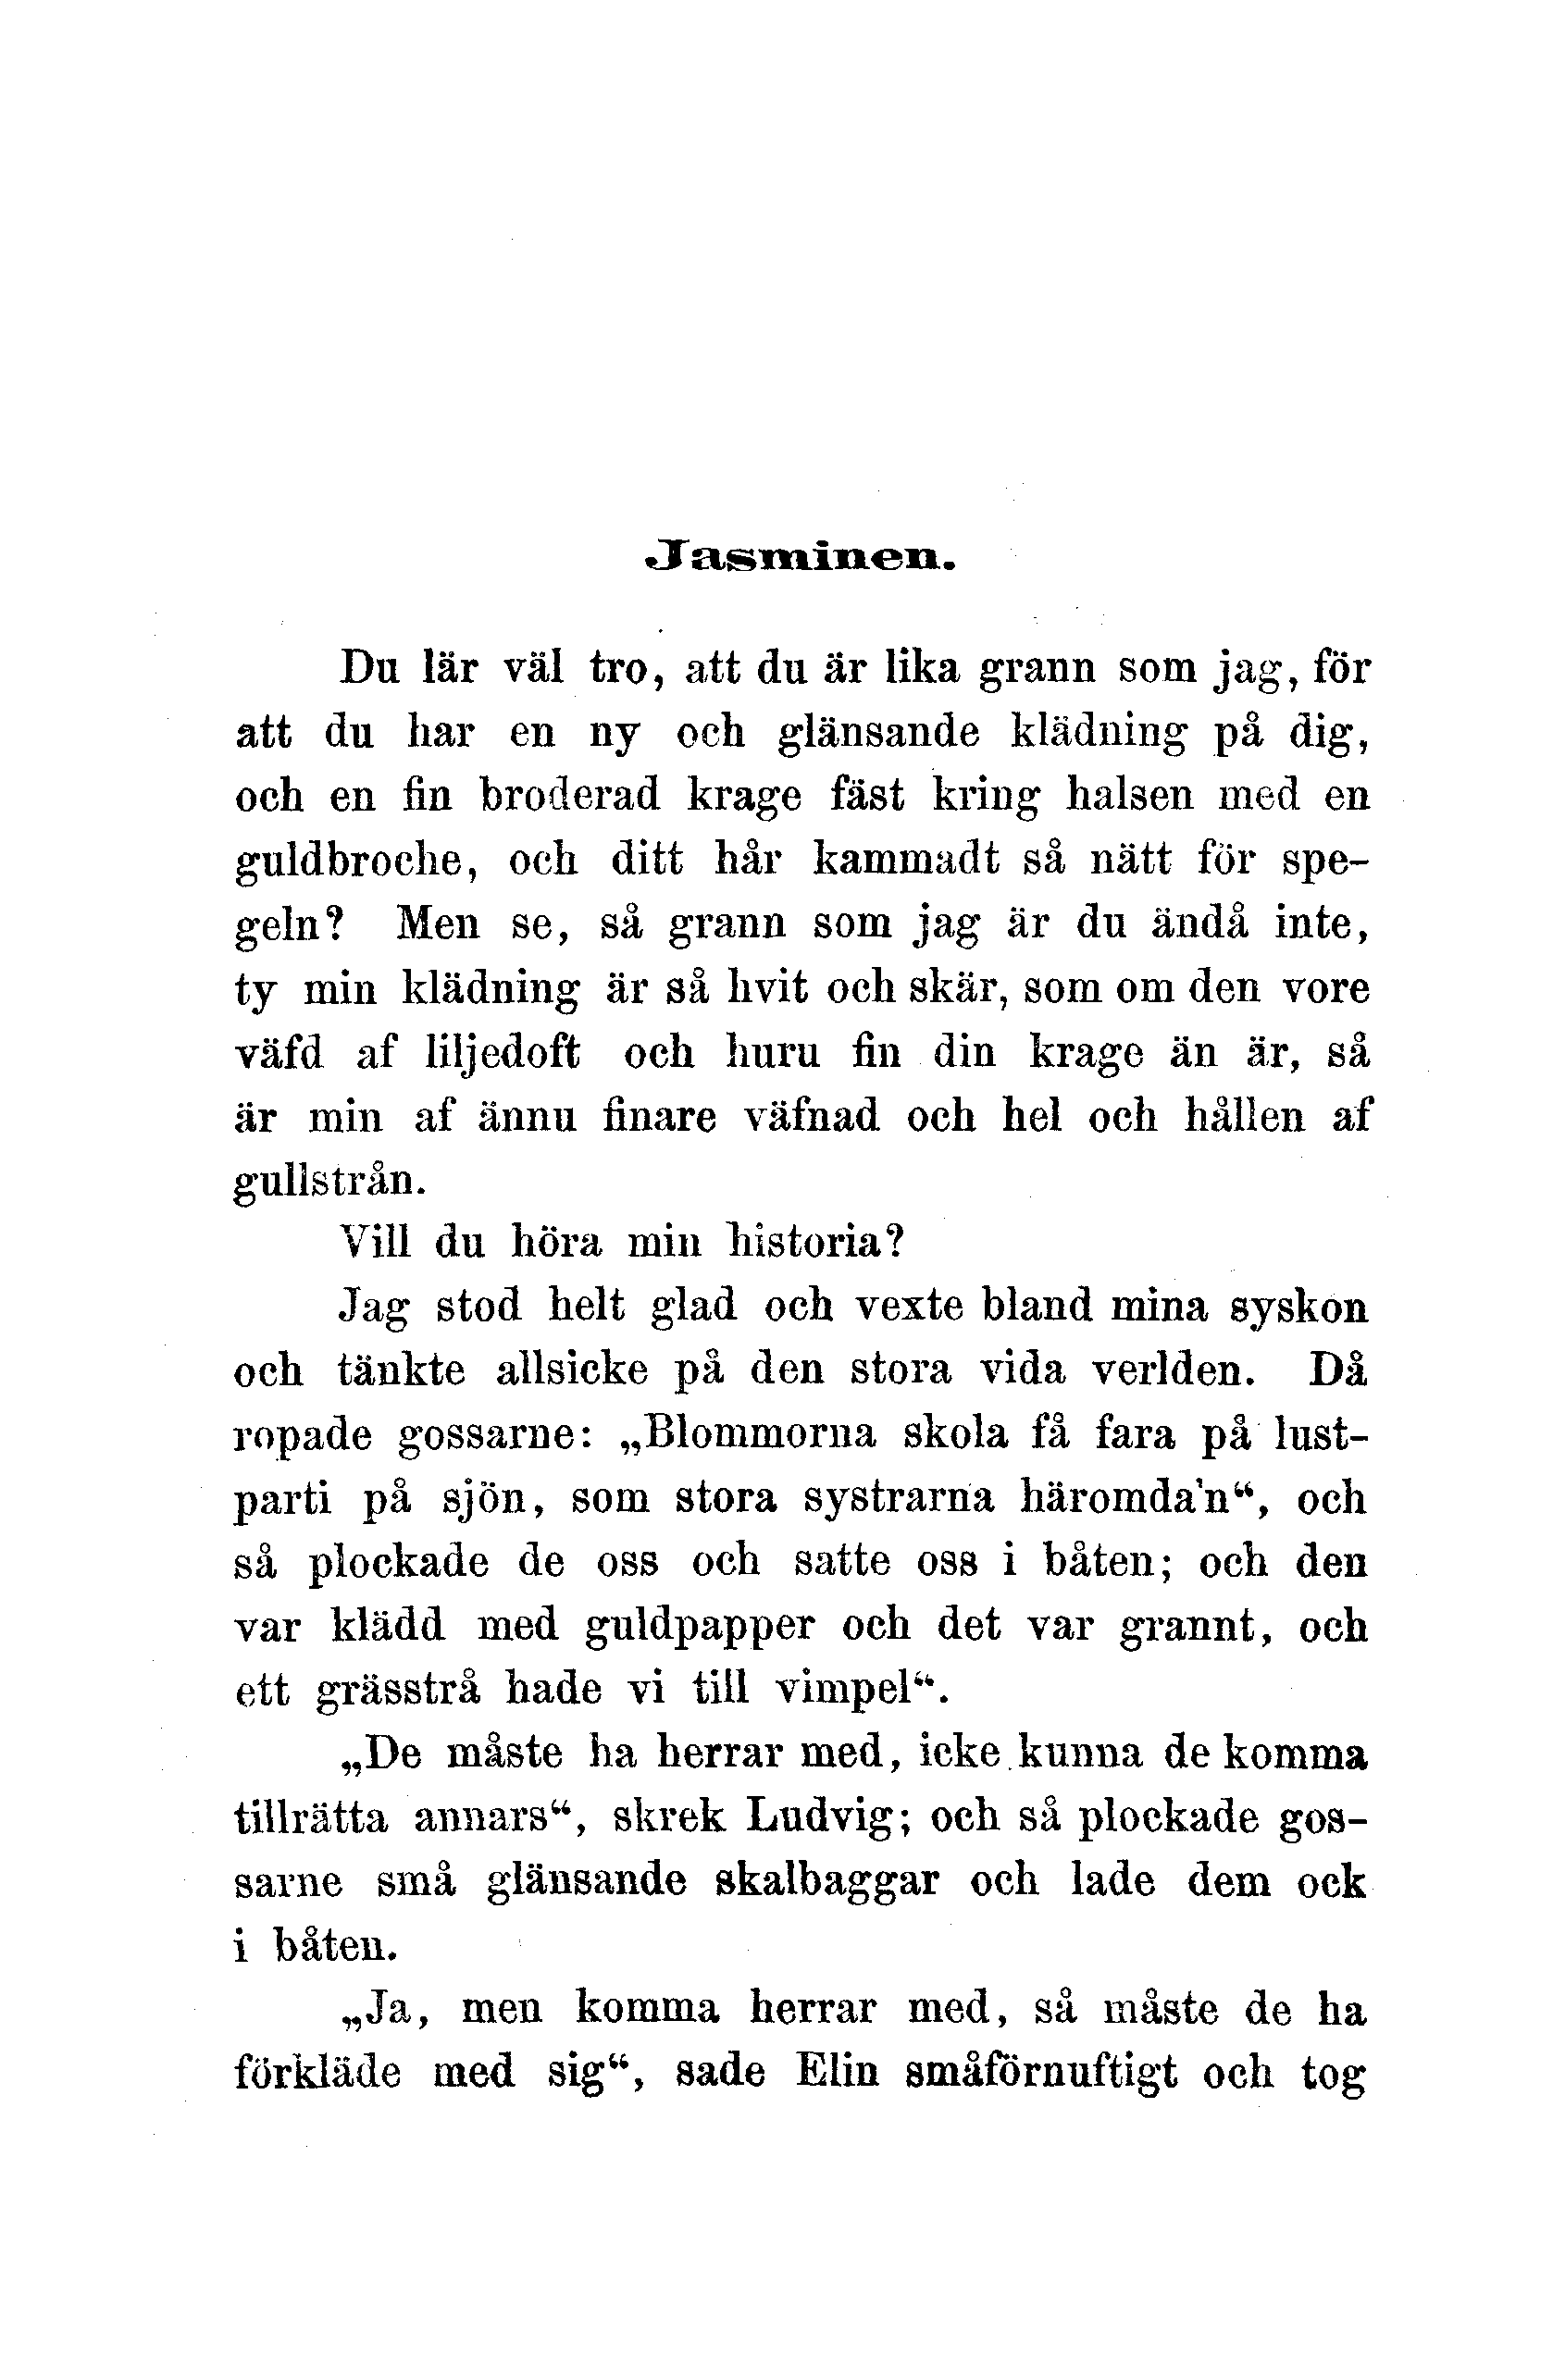 Jasminen.
Du lär väl tro, att du är lika grann som jag, för
att du har en ny och glänsande klädning på dig,
och en fin broderad krage fäst kring halsen med en
guldbroche, och ditt hår kammadt så nätt för spe-
geln? Men se, så grann som jag är du ändå inte,
ty min klädning är så hvit och skär, som om den vore
väfd af liljedoft och huru fin din krage än är, så
är min af ännu finare väfnad och hel och hållen af
gullstrån.
Vill du höra min historia?
Jag stod helt glad och vexte bland mina syskon
och tänkte allsicke på den stora vida verlden. Då
ropade gossarne: „Blommorna skola få fara på lust-
parti på sjön, som stora systrarna häromda'n“, och
så plockade de oss och satte oss i båten; och den
var klädd med guldpapper och det var grannt, och
ett grässtrå hade vi till vimpel“.
„De måste ha herrar med, icke kunna de komma
tillrätta annars“, skrek Ludvig; och så plockade gos-
sarne små glänsande skalbaggar och lade dem ock
i båten.
„Ja, men komma herrar med, så måste de ha
förkläde med sig“, sade Elin småförnuftigt och tog